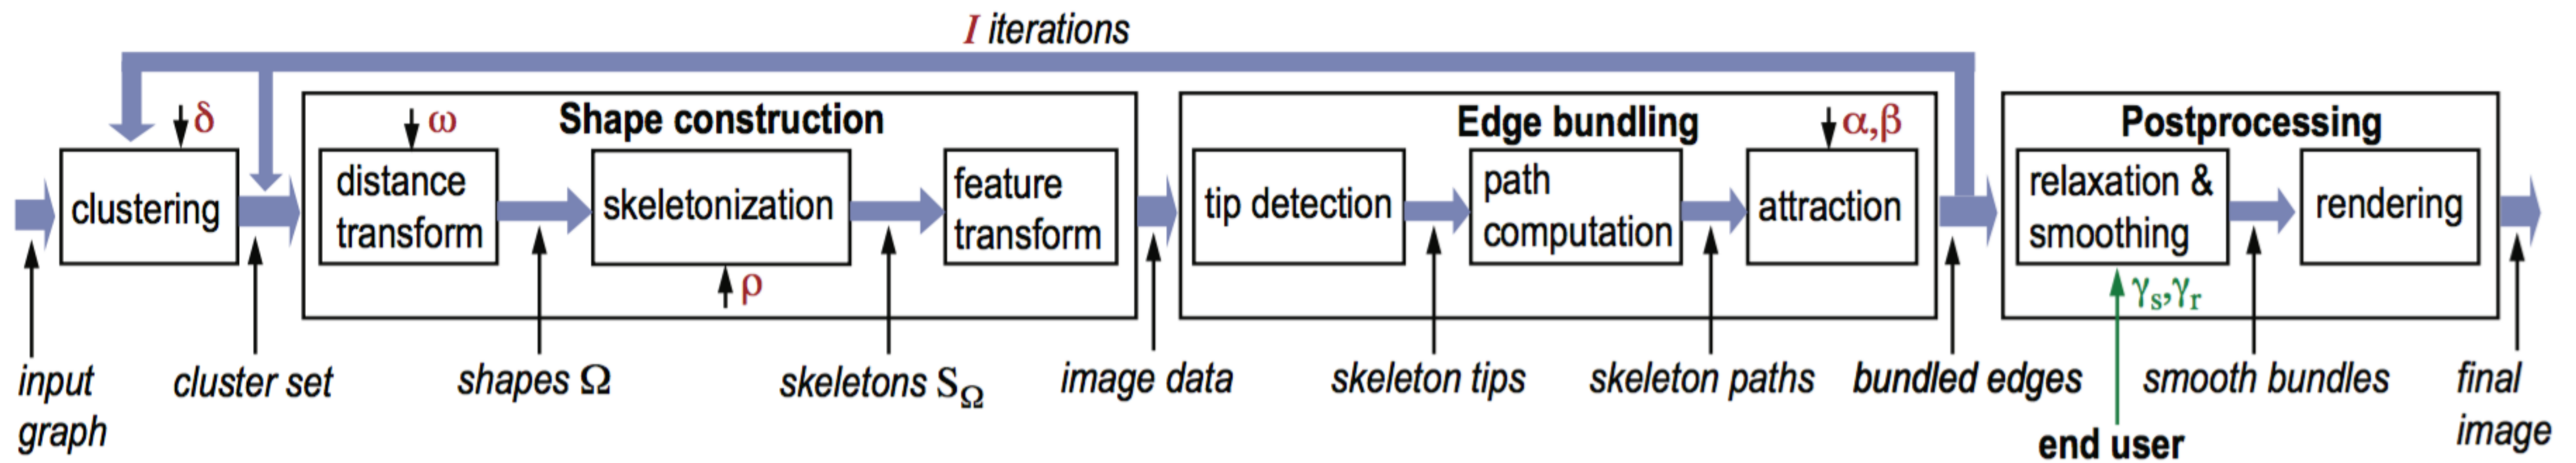 I iterations
δ
ω
Shape construction
Edge bundling
α,β
Postprocessing
clustering
distance
transform
skeletonization
feature
transform
tip detection
path
computation
attraction
relaxation &
smoothing
rendering
ρ
γs,γr
input
graph
cluster set
shapes Ω
skeletons SΩ
image data
skeleton tips
skeleton paths
bundled edges
smooth bundles
final
image
end user